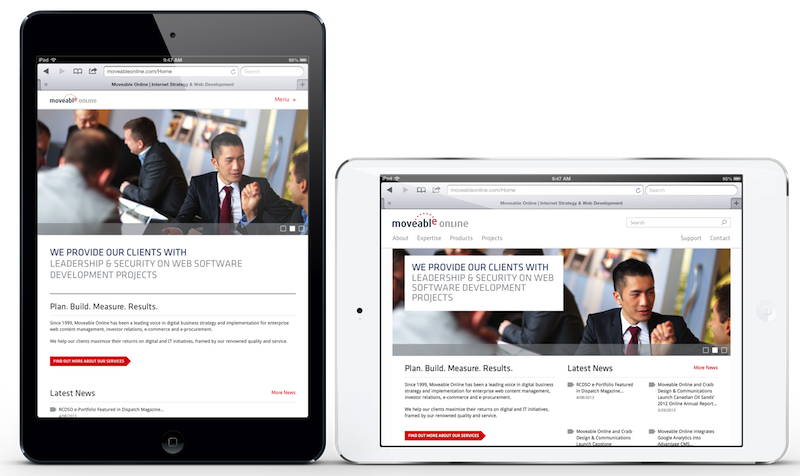 iPad 9:47 AM 90%
moveableonline.com/Home Search
Moveable Online | Internet Strategy & Web Development
moveable online Menu
WE PROVIDE OUR CLIENTS WITH
LEADERSHIP & SECURITY ON WEB SOFTWARE
DEVELOPMENT PROJECTS
Plan. Build. Measure. Results.
Since 1999, Moveable Online has been a leading voice in digital business strategy and implementation for enterprise
web content management, investor relations, e-commerce and e-procurement.
We help our clients maximize their returns on digital and IT initiatives, framed by our renowned quality and service.
FIND OUT MORE ABOUT OUR SERVICES
Latest News More News
RCDSO e-Portfolio Featured in Dispatch Magazine...
4/08/2013
iPad 9:47 AM 90%
moveableonline.com/Home Search
Moveable Online | Internet Strategy & Web Development
moveable online Search
About Expertise Products Projects Support Contact
WE PROVIDE OUR CLIENTS WITH
LEADERSHIP & SECURITY ON WEB
SOFTWARE DEVELOPMENT
PROJECTS
Plan. Build. Measure. Results.
Since 1999, Moveable Online has been a leading voice in digital business
strategy and implementation for enterprise web content management,
investor relations, e-commerce and e-procurement.
We help our clients maximize their returns on digital and IT initiatives,
framed by our renowned quality and service.
FIND OUT MORE ABOUT OUR SERVICES
Latest News More News
RCDSO e-Portfolio Featured
in Dispatch Magazine...
4/08/2013
Moveable Online and Craib
Design & Communications
Launch Canadian Oil Sands'
2012 Online Annual Report...
3/25/2013
Moveable Online and Craib
Design & Communications
Launch Capstone
Moveable Online Integrates
Google Analytics into
Advantage CMS...